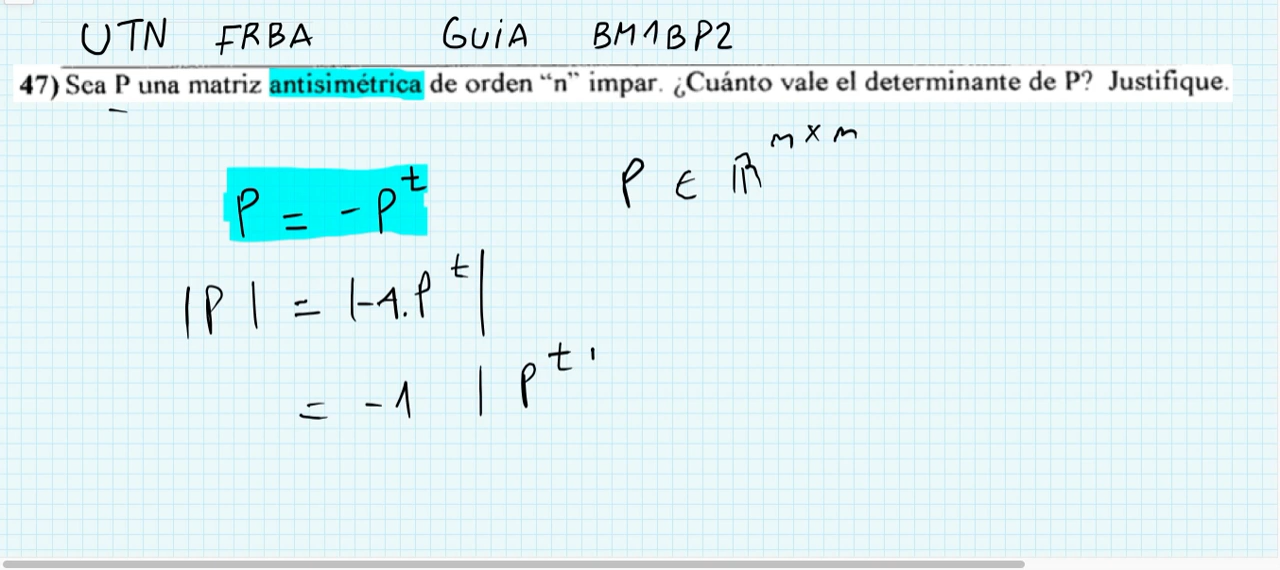 UTN FRBA GUiA BM1BP2
47) Sea P una matriz antisimétrica de orden “n” impar. ¿Cuánto vale el determinante de P? Justifique.
P = - P^t
P ∈ ℝ^{n×n}
|P| = |-1.P^t|
= -1 | P^t